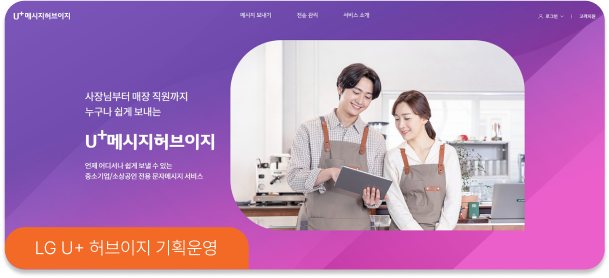 U+메시지허브이지
메시지 보내기 전송 관리 서비스 소개
로그인 고객지원
사장님부터 매장 직원까지
누구나 쉽게 보내는
U+메시지허브이지
언제 어디서나 쉽게 보낼 수 있는
중소기업/소상공인 전용 문자메시지 서비스
LG U+ 허브이지 기획운영